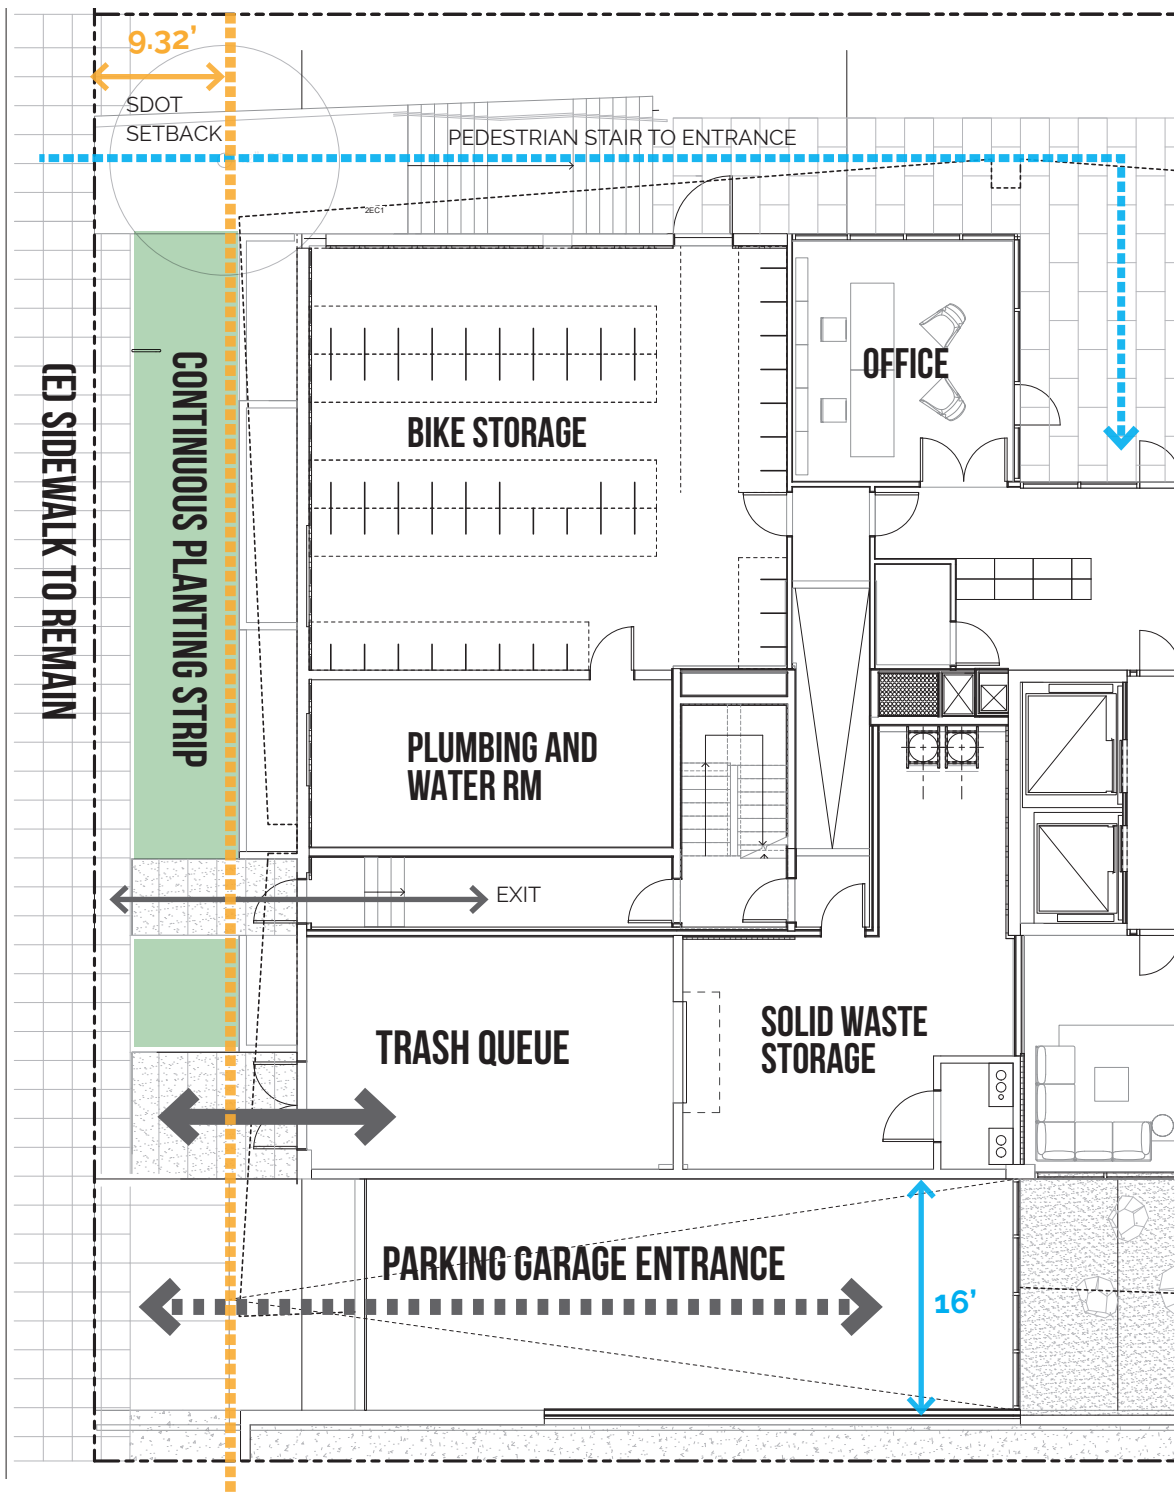 9.32’
SDOT
SETBACK
PEDESTRIAN STAIR TO ENTRANCE
2EC1
OFFICE
BIKE STORAGE
CONTINUOUS PLANTING STRIP
(E) SIDEWALK TO REMAIN
PLUMBING AND
WATER RM
EXIT
TRASH QUEUE
SOLID WASTE
STORAGE
PARKING GARAGE ENTRANCE
16’